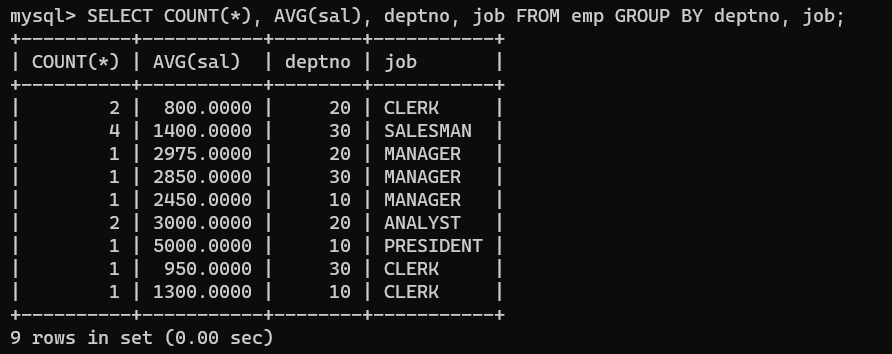 mysql> SELECT COUNT(*), AVG(sal), deptno, job FROM emp GROUP BY deptno, job;
+----------+-----------+--------+-----------+
| COUNT(*) | AVG(sal)  | deptno | job       |
+----------+-----------+--------+-----------+
|        2 |  800.0000 |     20 | CLERK     |
|        4 | 1400.0000 |     30 | SALESMAN  |
|        1 | 2975.0000 |     20 | MANAGER   |
|        1 | 2850.0000 |     30 | MANAGER   |
|        1 | 2450.0000 |     10 | MANAGER   |
|        2 | 3000.0000 |     20 | ANALYST   |
|        1 | 5000.0000 |     10 | PRESIDENT |
|        1 |  950.0000 |     30 | CLERK     |
|        1 | 1300.0000 |     10 | CLERK     |
+----------+-----------+--------+-----------+
9 rows in set (0.00 sec)